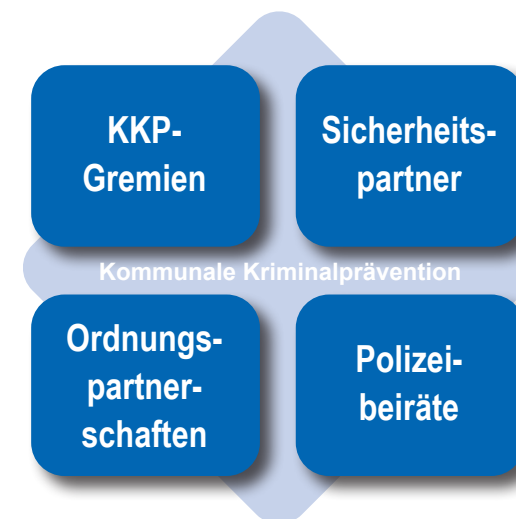 KKP-
Gremien
Sicherheits-
partner
Kommunale Kriminalprävention
Ordnungs-
partner-
schaften
Polizei-
beiräte